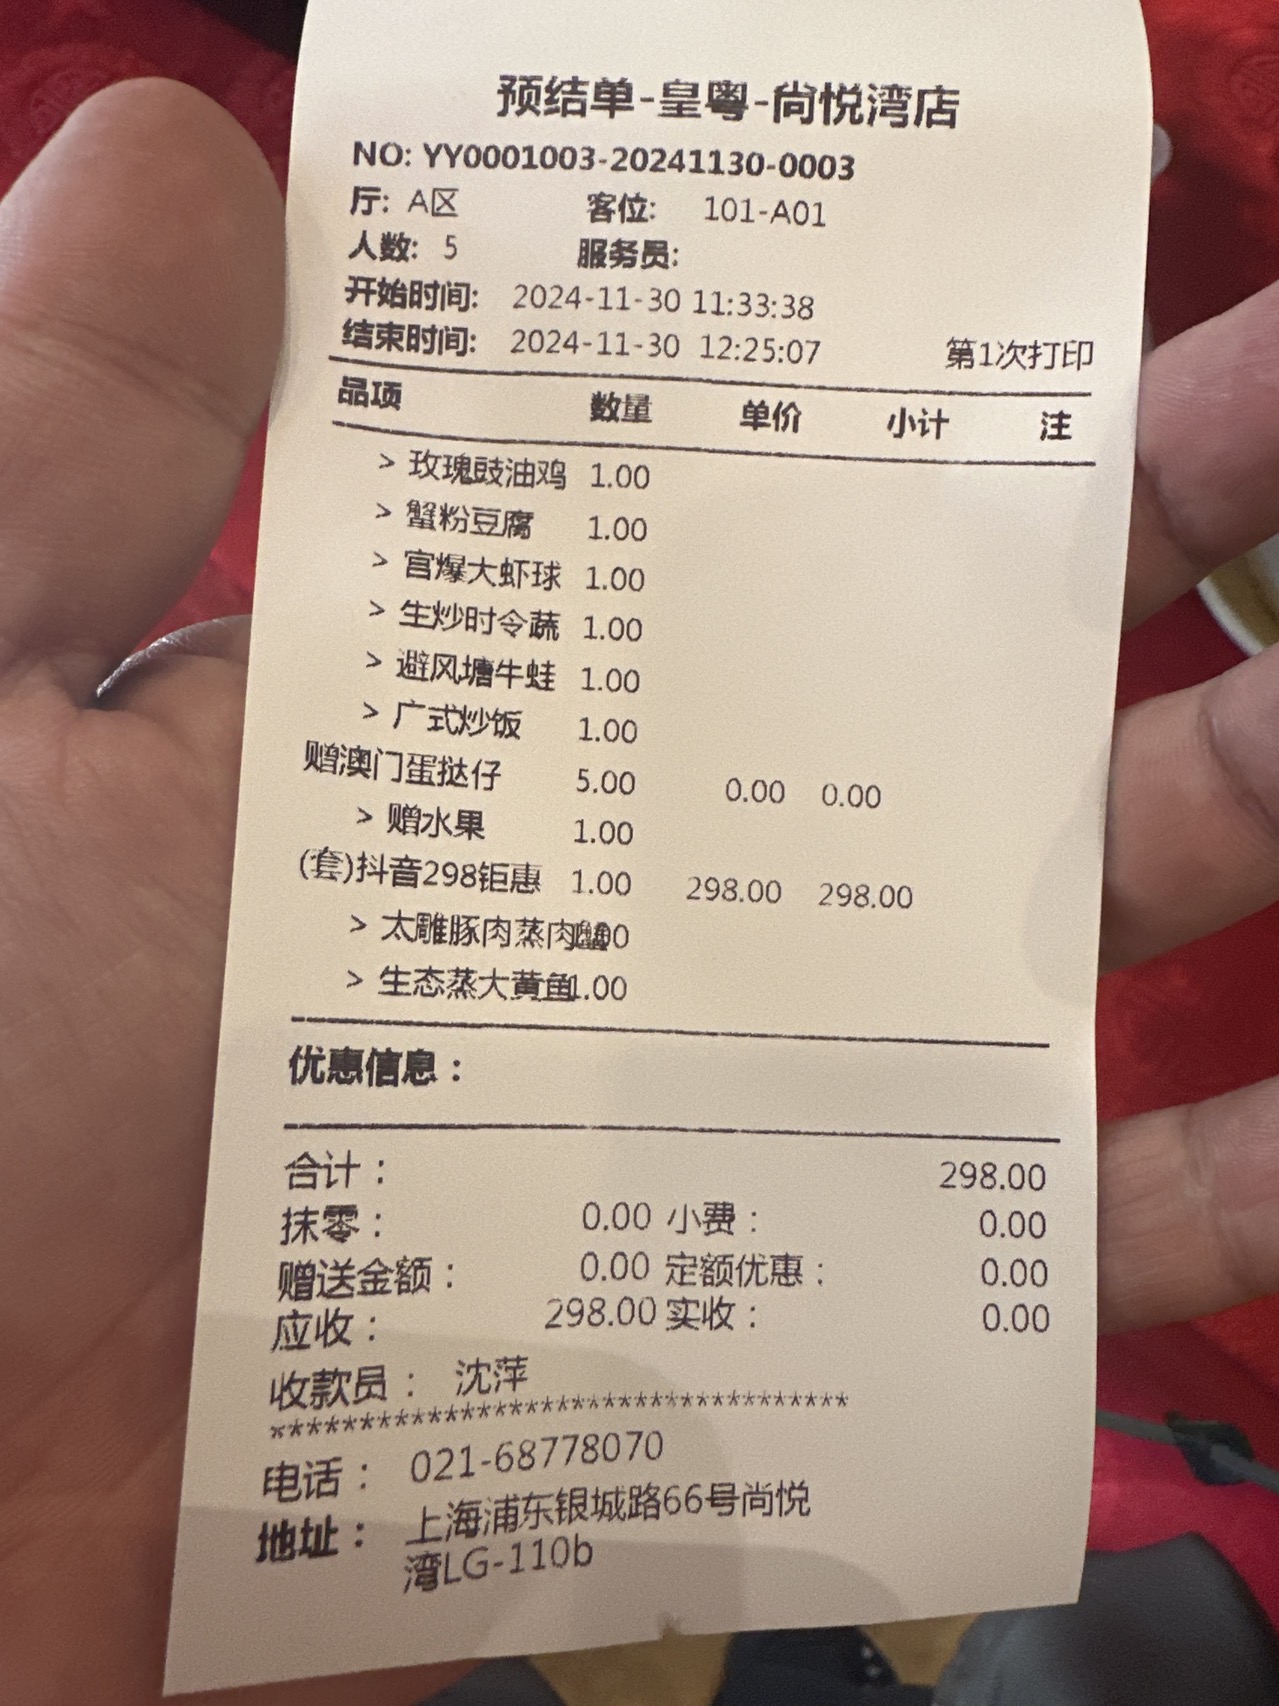 预结单-皇粤-尚悦湾店
NO: YY0001003-20241130-0003
厅: A区 客位: 101-A01
人数: 5 服务员:
开始时间: 2024-11-30 11:33:38
结束时间: 2024-11-30 12:25:07 第1次打印
品项 数量 单价 小计 注
> 玫瑰豉油鸡 1.00
> 蟹粉豆腐 1.00
> 宫爆大虾球 1.00
> 生炒时令蔬 1.00
> 避风塘牛蛙 1.00
> 广式炒饭 1.00
赠澳门蛋挞仔 5.00 0.00 0.00
> 赠水果 1.00
(套)抖音298钜惠 1.00 298.00 298.00
> 太雕豚肉蒸肉蟹
> 生态蒸大黄鱼 1.00
优惠信息：
合计： 298.00
抹零： 0.00 小费： 0.00
赠送金额： 0.00 定额优惠： 0.00
应收： 298.00 实收： 0.00
收款员： 沈萍
************************************
电话： 021-68778070
地址： 上海浦东银城路66号尚悦
湾LG-110b